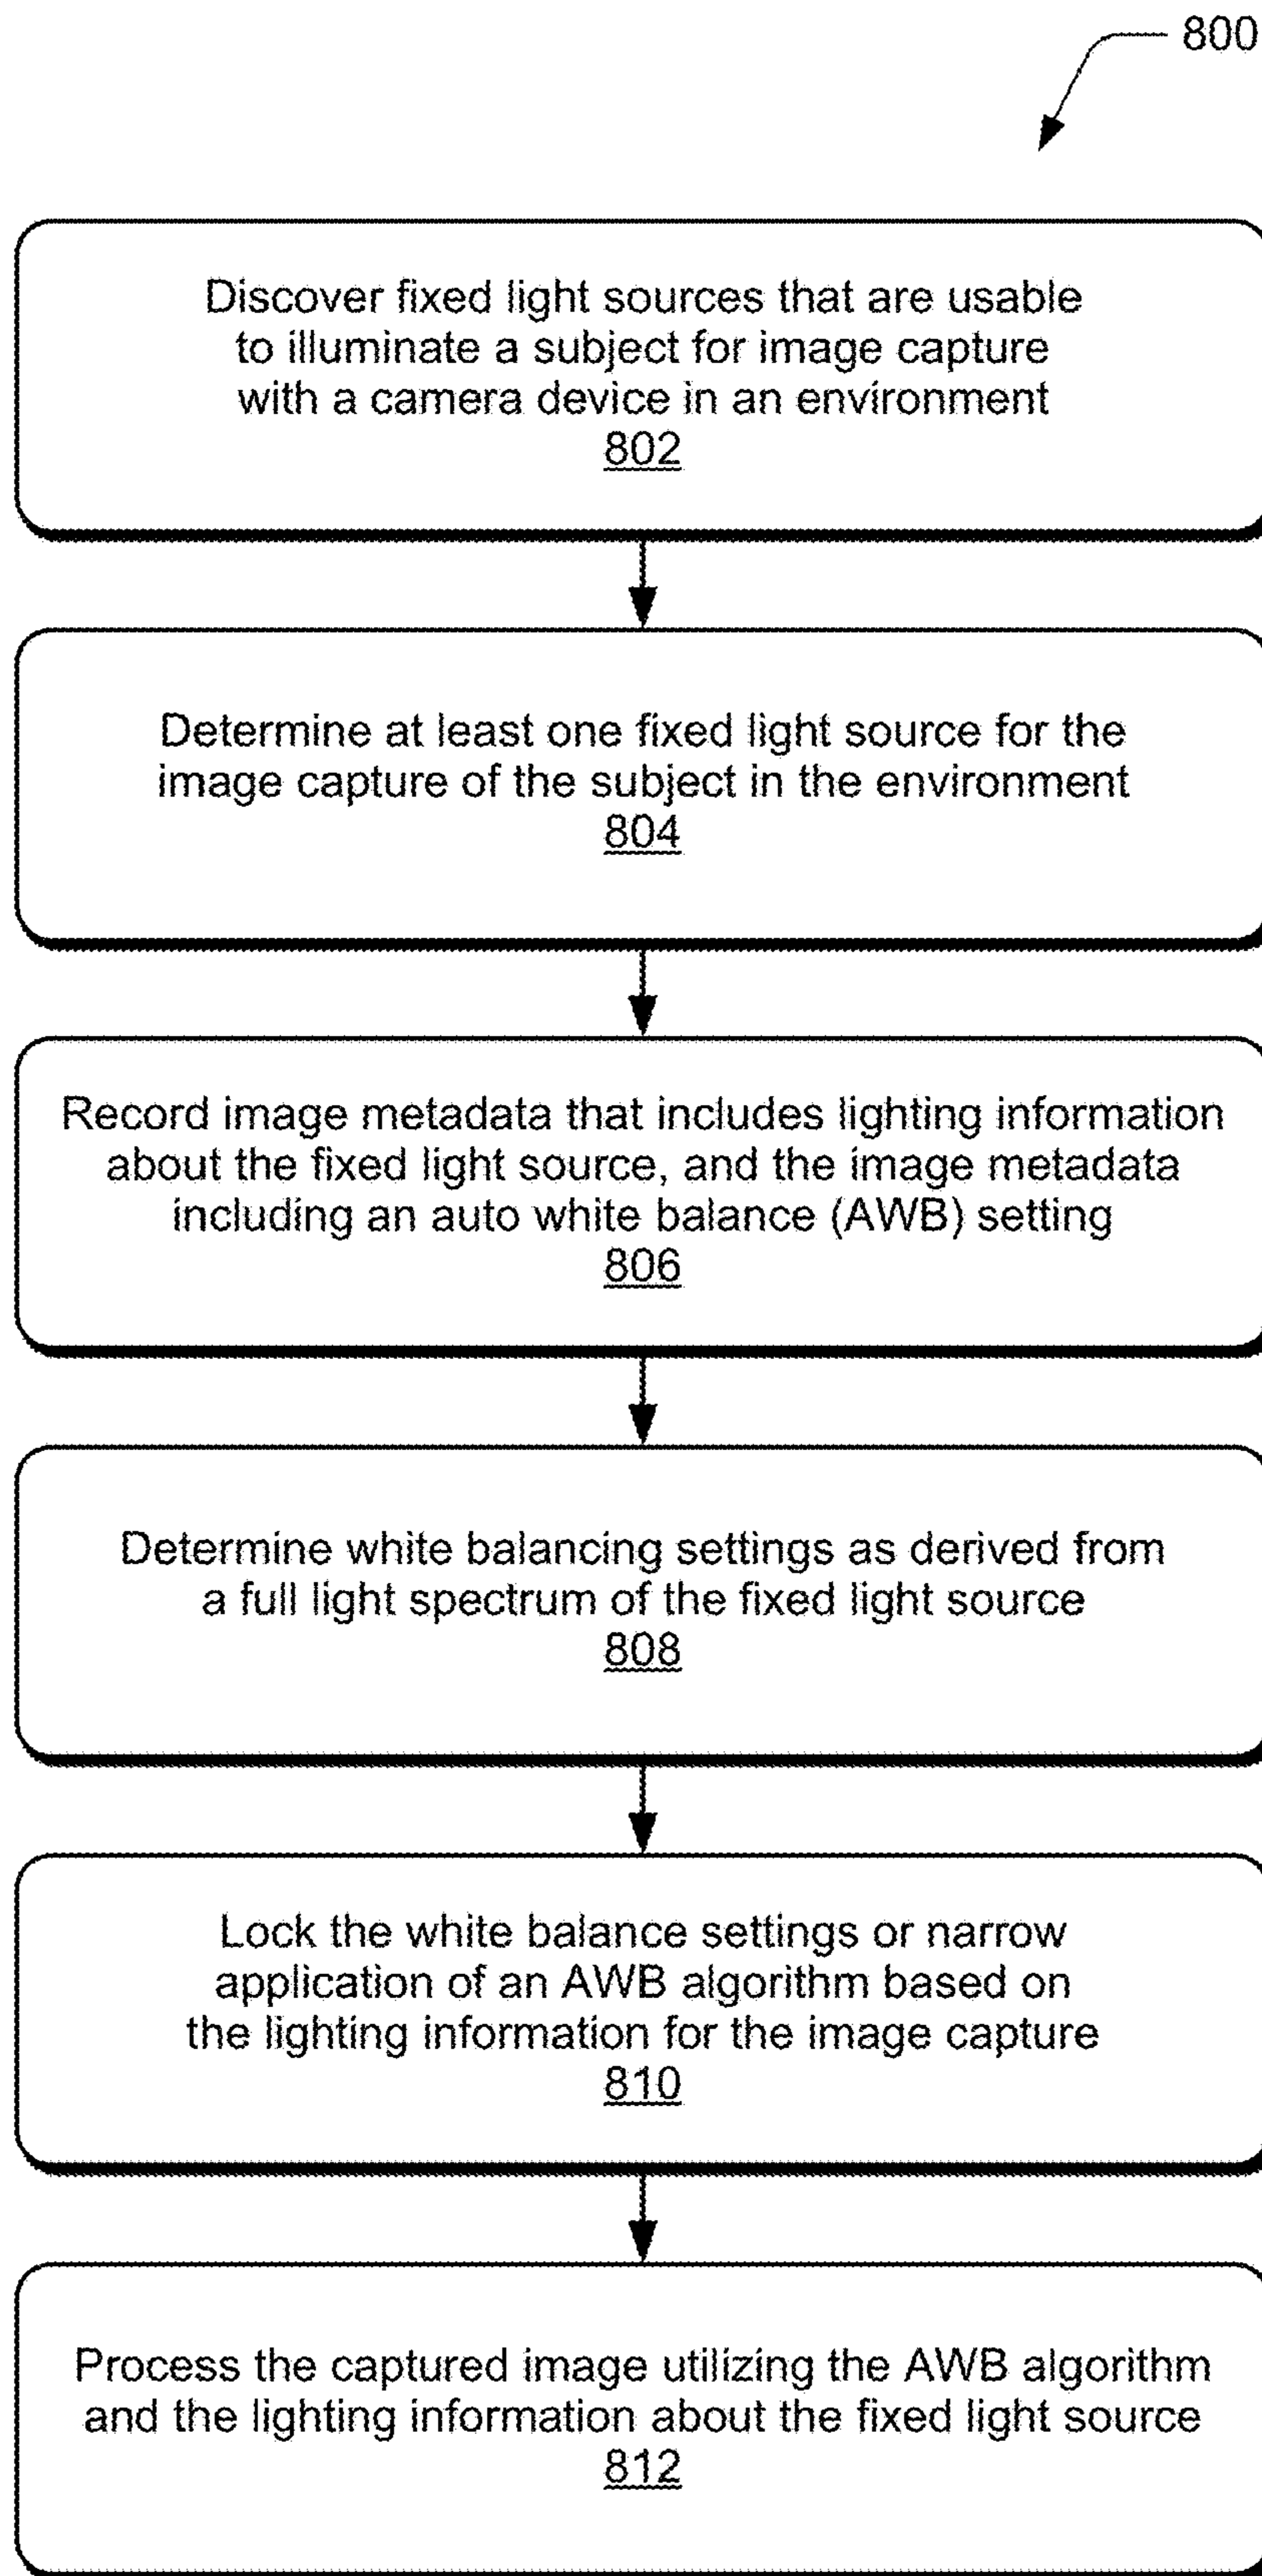 800
Discover fixed light sources that are usable
to illuminate a subject for image capture
with a camera device in an environment
802
Determine at least one fixed light source for the
image capture of the subject in the environment
804
Record image metadata that includes lighting information
about the fixed light source, and the image metadata
including an auto white balance (AWB) setting
806
Determine white balancing settings as derived from
a full light spectrum of the fixed light source
808
Lock the white balance settings or narrow
application of an AWB algorithm based on
the lighting information for the image capture
810
Process the captured image utilizing the AWB algorithm
and the lighting information about the fixed light source
812